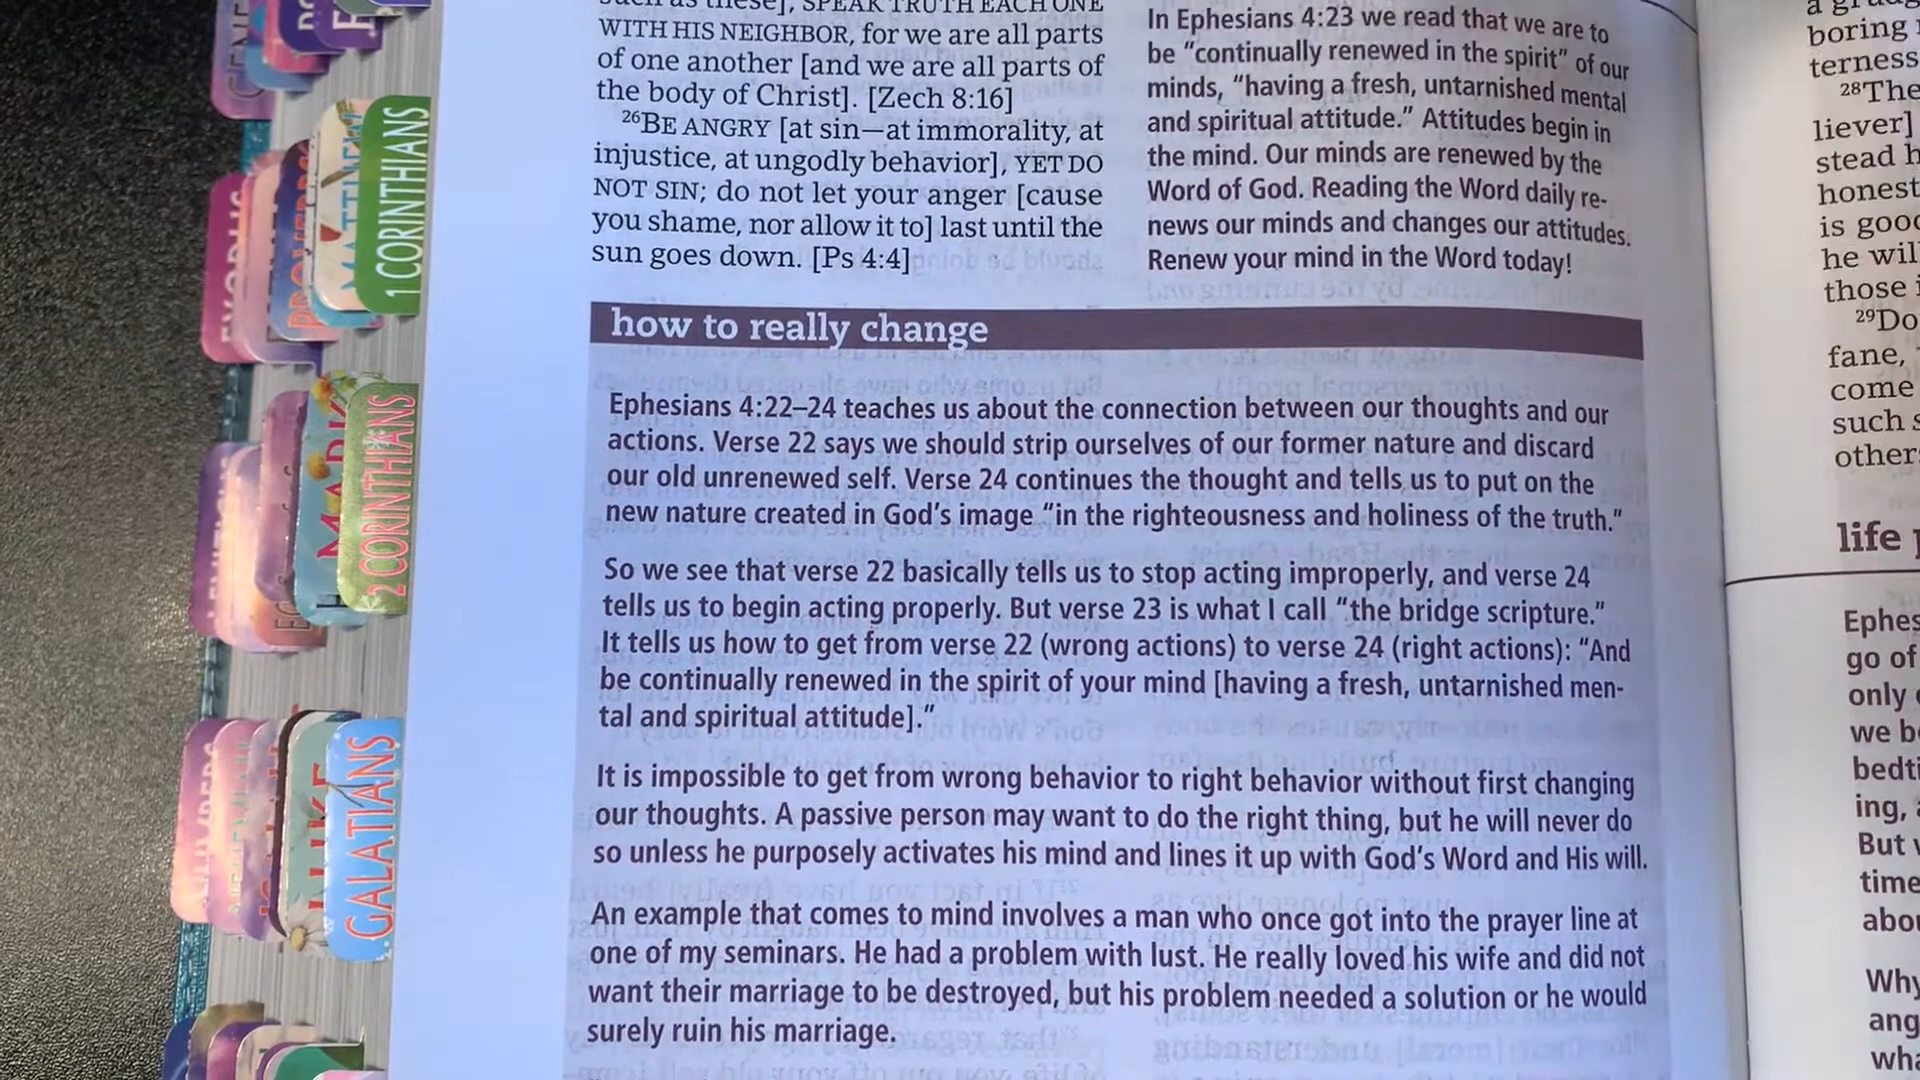 WITH HIS NEIGHBOR, for we are all parts
of one another [and we are all parts of
the body of Christ]. [Zech 8:16]
26BE ANGRY [at sin—at immorality, at
injustice, at ungodly behavior], YET DO
NOT SIN; do not let your anger [cause
you shame, nor allow it to] last until the
sun goes down. [Ps 4:4]
In Ephesians 4:23 we read that we are to
be “continually renewed in the spirit” of our
minds, “having a fresh, untarnished mental
and spiritual attitude.” Attitudes begin in
the mind. Our minds are renewed by the
Word of God. Reading the Word daily re-
news our minds and changes our attitudes.
Renew your mind in the Word today!
how to really change
Ephesians 4:22–24 teaches us about the connection between our thoughts and our
actions. Verse 22 says we should strip ourselves of our former nature and discard
our old unrenewed self. Verse 24 continues the thought and tells us to put on the
new nature created in God’s image “in the righteousness and holiness of the truth.”
So we see that verse 22 basically tells us to stop acting improperly, and verse 24
tells us to begin acting properly. But verse 23 is what I call “the bridge scripture.”
It tells us how to get from verse 22 (wrong actions) to verse 24 (right actions): “And
be continually renewed in the spirit of your mind [having a fresh, untarnished men-
tal and spiritual attitude].”
It is impossible to get from wrong behavior to right behavior without first changing
our thoughts. A passive person may want to do the right thing, but he will never do
so unless he purposely activates his mind and lines it up with God’s Word and His will.
An example that comes to mind involves a man who once got into the prayer line at
one of my seminars. He had a problem with lust. He really loved his wife and did not
want their marriage to be destroyed, but his problem needed a solution or he would
surely ruin his marriage.
boring
terness
28The
liever]
stead h
honest
is good
he will
those i
29Do
fane,
come
such s
other
life
Ephes
go of
only
we b
bedti
ing,
But
time
abo
Why
ang
wha
1 CORINTHIANS
MATTHEW
PROVERBS
EXODUS
2 CORINTHIANS
MARK
GALATIANS
LUKE